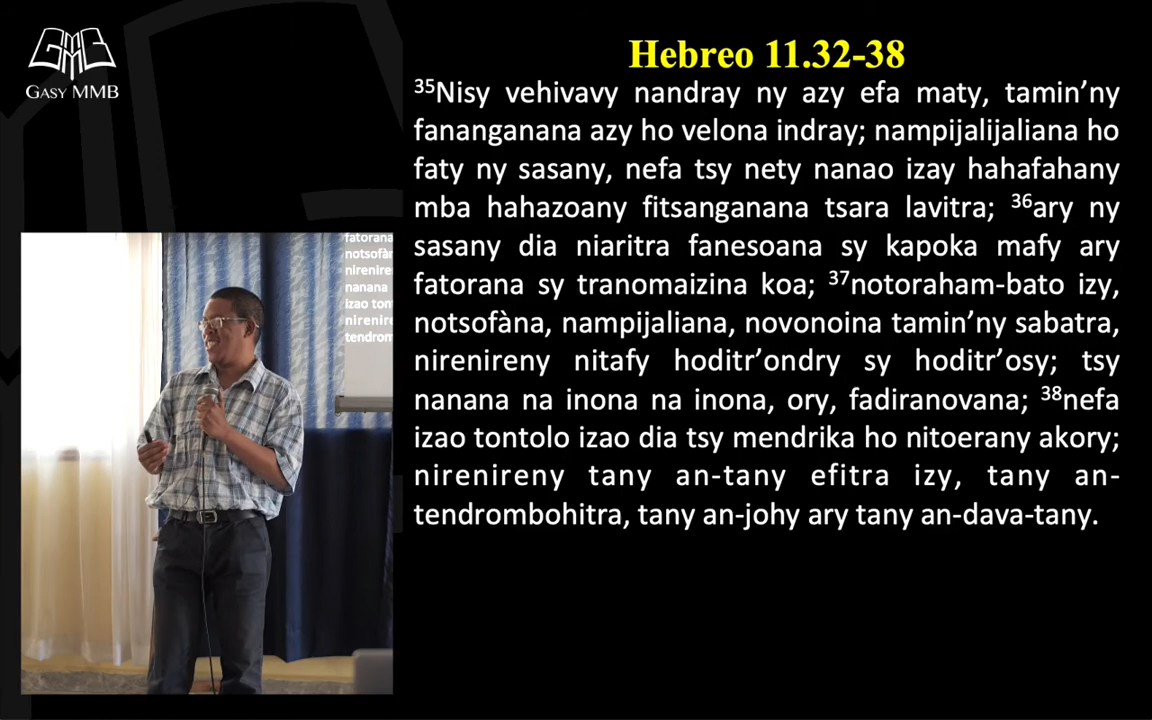 GMMB
GASY MMB
Hebreo 11.32-38
³⁵Nisy vehivavy nandray ny azy efa maty, tamin’ny
fananganana azy ho velona indray; nampijalijaliana ho
faty ny sasany, nefa tsy nety nanao izay hahafahany
mba hahazoany fitsanganana tsara lavitra; ³⁶ary ny
sasany dia niaritra fanesoana sy kapoka mafy ary
fatorana sy tranomaizina koa; ³⁷notoraham-bato izy,
notsofàna, nampijaliana, novonoina tamin’ny sabatra,
nirenireny nitafy hoditr’ondry sy hoditr’osy; tsy
nanana na inona na inona, ory, fadiranovana; ³⁸nefa
izao tontolo izao dia tsy mendrika ho nitoerany akory;
nirenireny tany an-tany efitra izy, tany an-
tendrombohitra, tany an-johy ary tany an-dava-tany.
fatorana
notsofàn
nirenire
nanana
izao ton
nirenire
tendrom